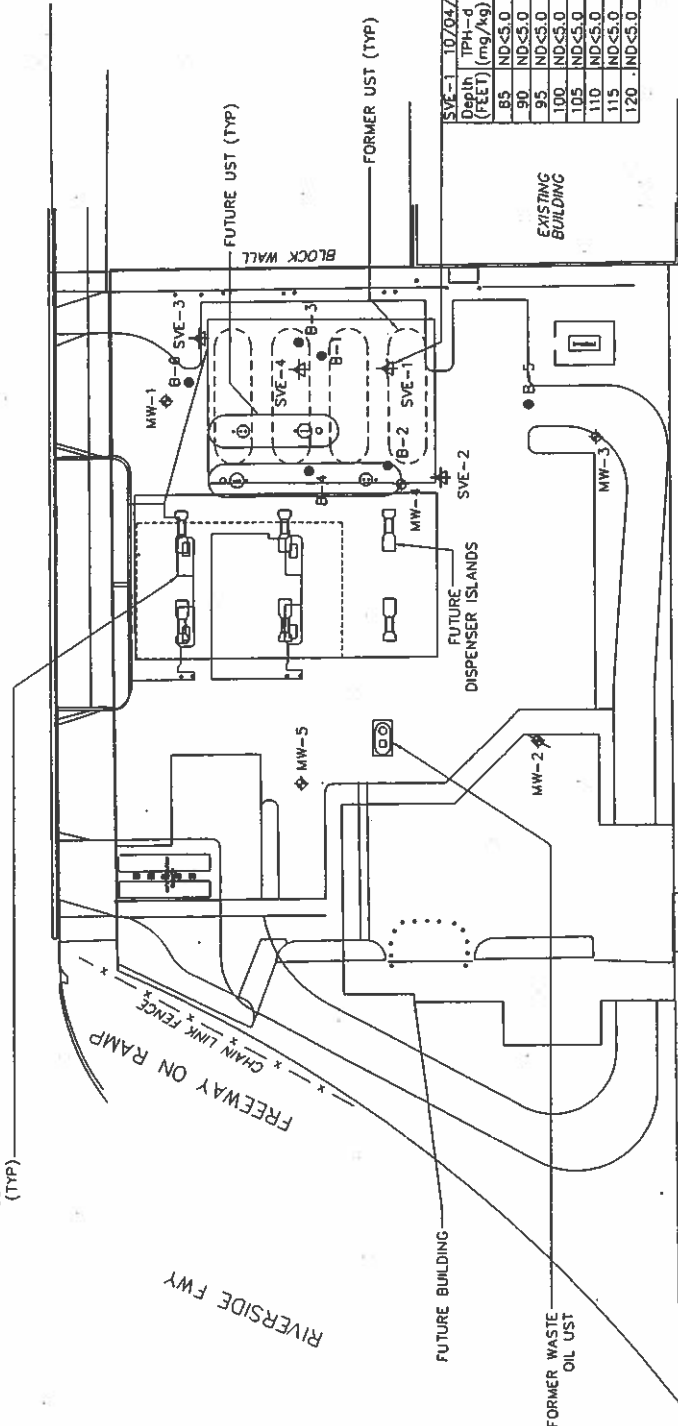 (TYP)
RIVERSIDE FWY
FREEWAY ON RAMP
CHAIN LINK FENCE
FUTURE BUILDING
FORMER WASTE
OIL UST
MW-5
MW-2
FUTURE
DISPENSER ISLANDS
MW-1
B-6
SVE-3
SVE-4
B-3
B-1
SVE-1
B-2
B-4
MW-4
SVE-2
B-5
MW-3
BLOCK WALL
FUTURE UST (TYP)
FORMER UST (TYP)
EXISTING
BUILDING
SVE-1 10/04/
Depth TPH-d
(FEET) (mg/kg)
85 ND<5.0
90 ND<5.0
95 ND<5.0
100 ND<5.0
105 ND<5.0
110 ND<5.0
115 ND<5.0
120 ND<5.0